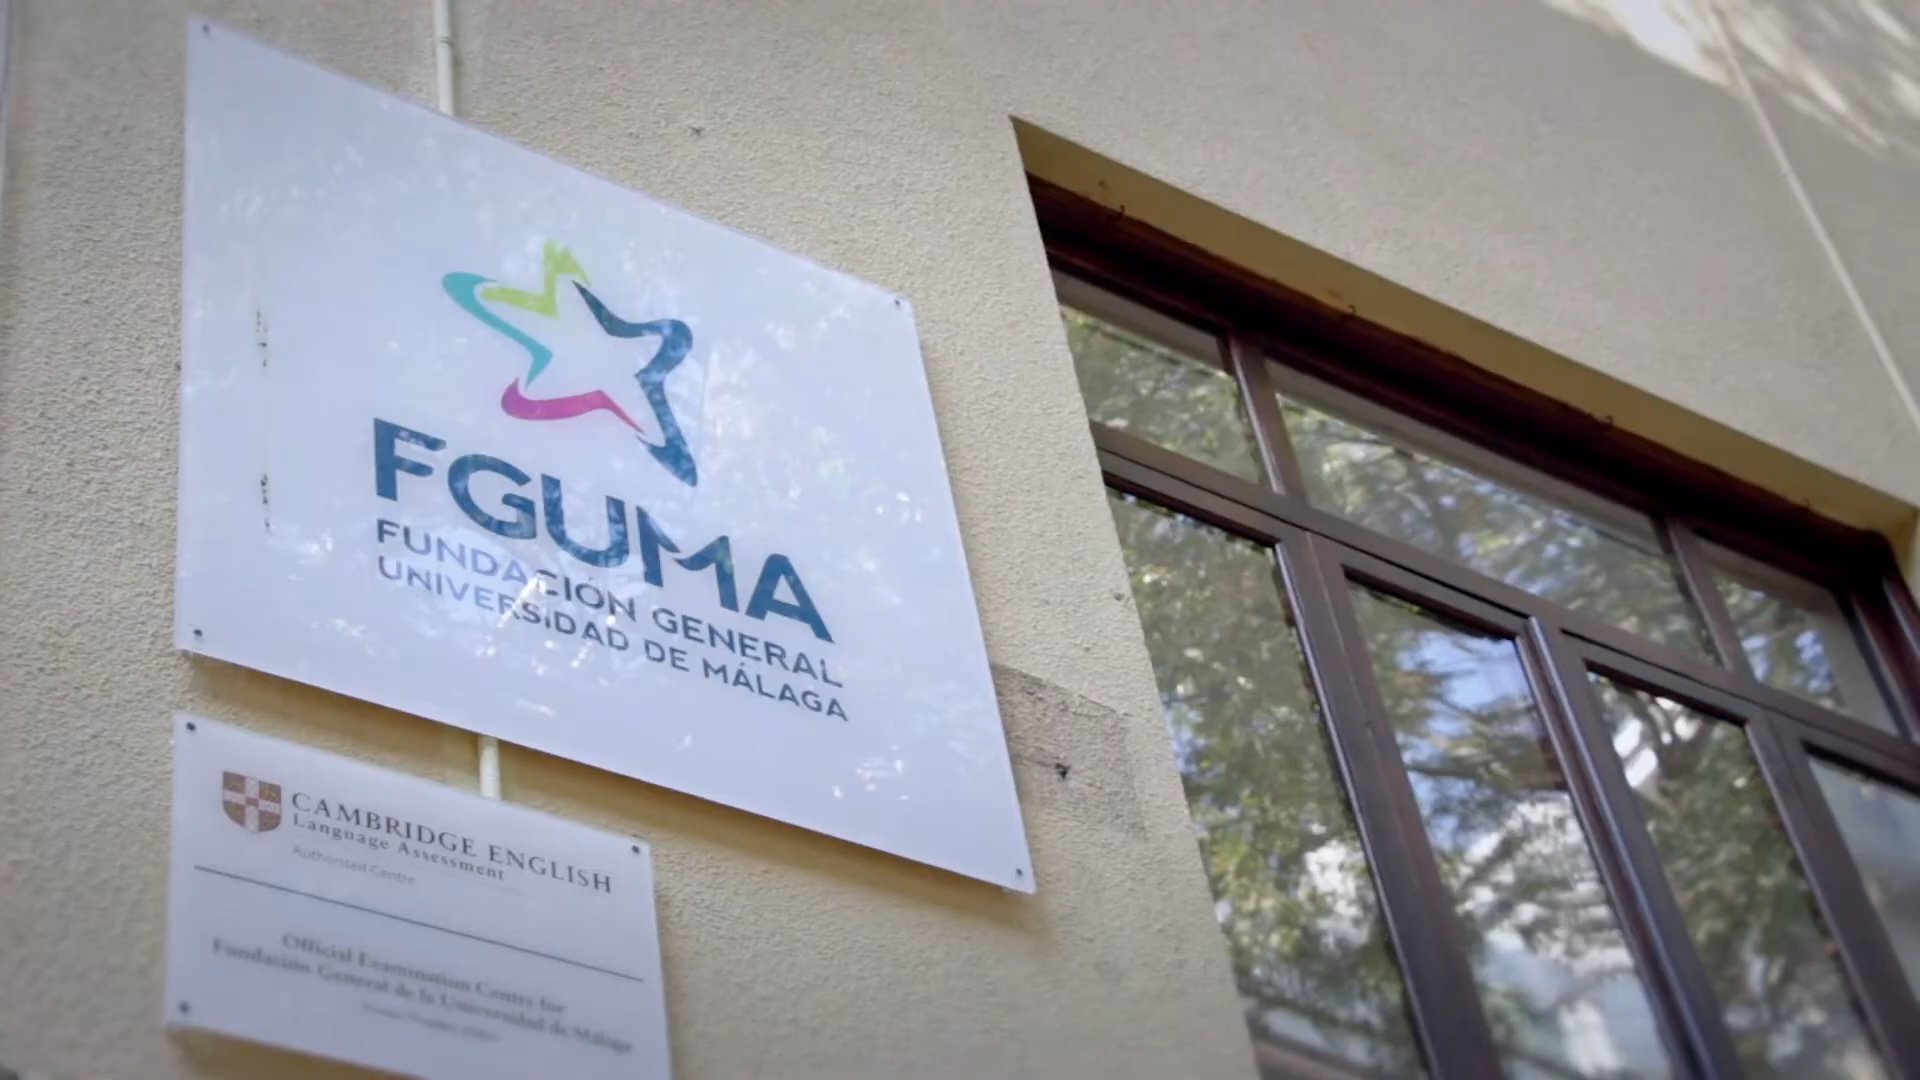 FGUMA
FUNDACIÓN GENERAL
UNIVERSIDAD DE MÁLAGA
CAMBRIDGE ENGLISH
Language Assessment
Authorised Centre
Official Examination Centre for
Fundación General de la Universidad de Málaga